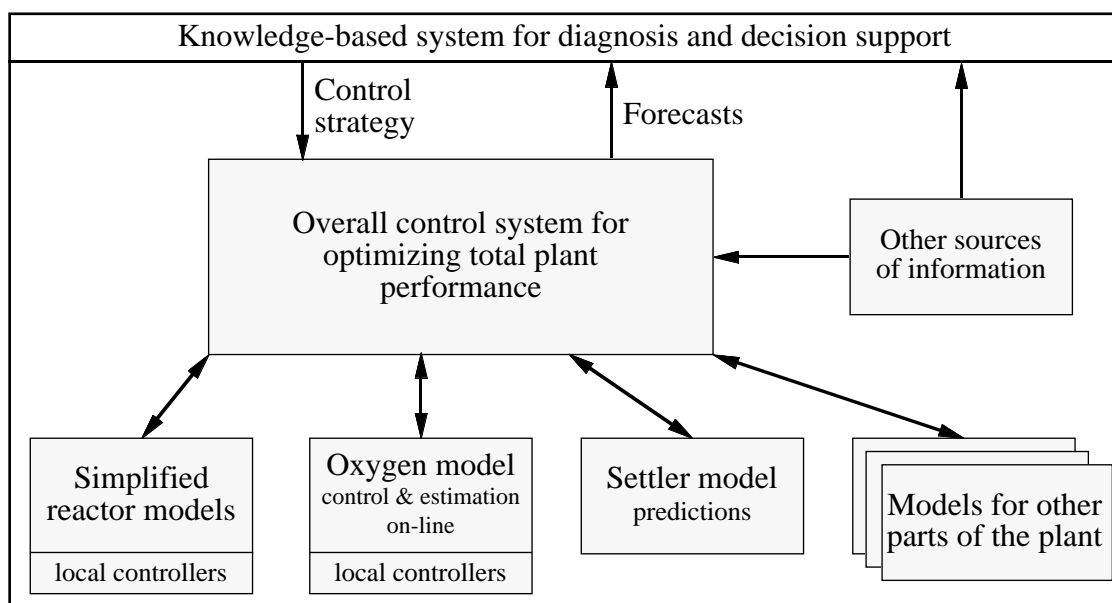 Knowledge-based system for diagnosis and decision support
Control
strategy
Forecasts
Overall control system for
optimizing total plant
performance
Other sources
of information
Simplified
reactor models
local controllers
Oxygen model
control & estimation
on-line
local controllers
Settler model
predictions
Models for other
parts of the plant